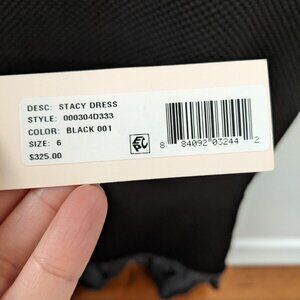 DESC: STACY DRESS
STYLE: 000304D333
COLOR: BLACK 001
SIZE: 6
$325.00
8 84092 03244 2